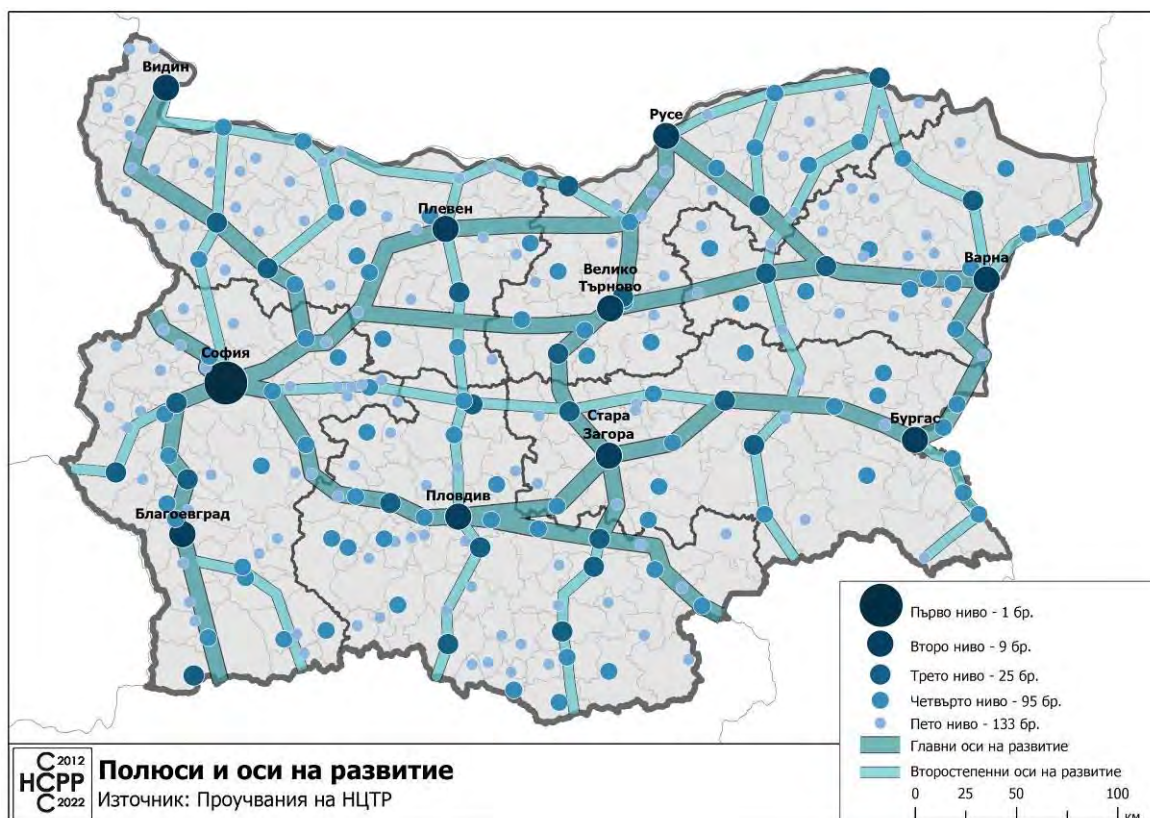 Видин
Русе
Плевен
Варна
Велико
Търново
София
Стара
Загора
Бургас
Пловдив
Благоевград
Първо ниво - 1 бр.
Второ ниво - 9 бр.
Трето ниво - 25 бр.
Четвърто ниво - 95 бр.
Пето ниво - 133 бр.
Главни оси на развитие
Второстепенни оси на развитие
0 25 50 100
км
С 2012
НСРР
С 2022
Полюси и оси на развитие
Източник: Проучвания на НЦТР